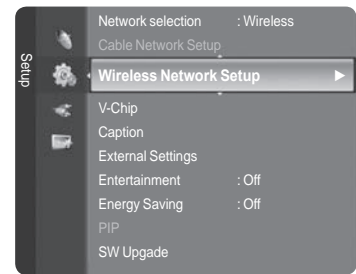 Setup
Network selection : Wireless
Cable Network Setup
Wireless Network Setup
V-Chip
Caption
External Settings
Entertainment : Off
Energy Saving : Off
PIP
SW Upgade